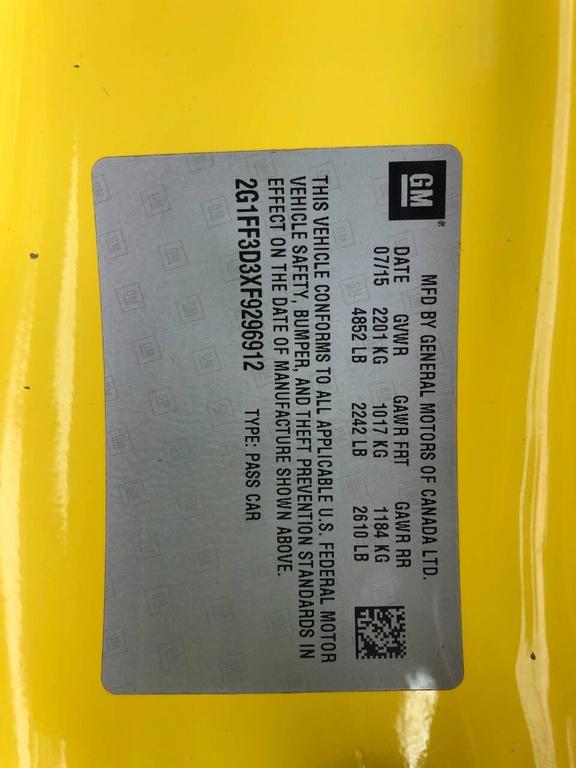 GM®
MFD BY GENERAL MOTORS OF CANADA LTD.
DATE GVWR GAWR FRT GAWR RR
07/15 2201 KG 1017 KG 1184 KG
4852 LB 2242 LB 2610 LB
THIS VEHICLE CONFORMS TO ALL APPLICABLE U.S. FEDERAL MOTOR
VEHICLE SAFETY, BUMPER, AND THEFT PREVENTION STANDARDS IN
EFFECT ON THE DATE OF MANUFACTURE SHOWN ABOVE.
2G1FF3D3XF9296912 TYPE: PASS CAR